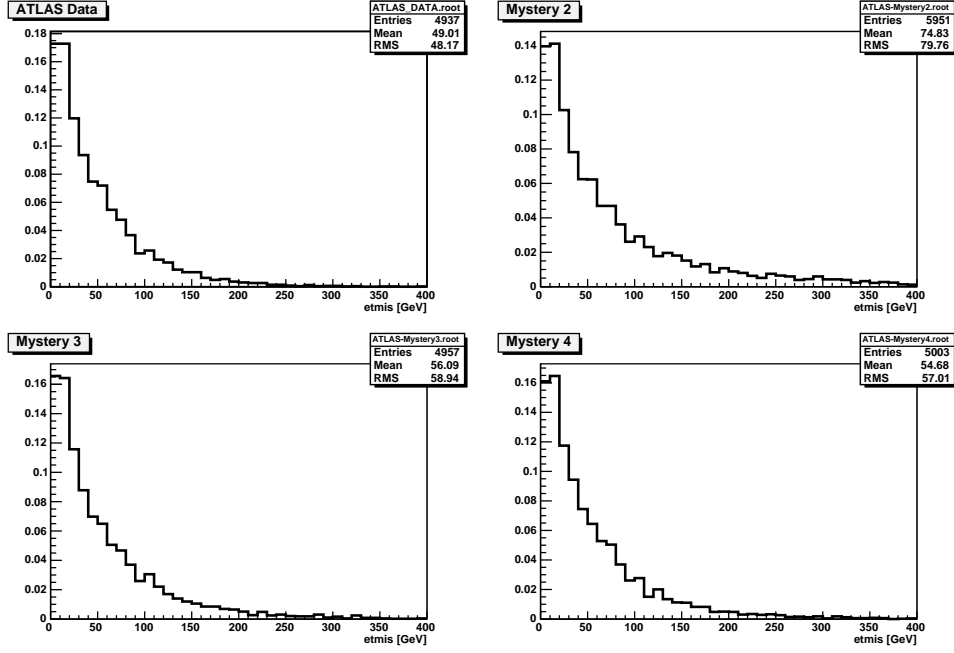 ATLAS Data
ATLAS_DATA.root
Entries 4937
Mean 49.01
RMS 48.17
0.18
0.16
0.14
0.12
0.1
0.08
0.06
0.04
0.02
0
0 50 100 150 200 250 300 350 400
etmis [GeV]
Mystery 2
ATLAS-Mystery2.root
Entries 5951
Mean 74.83
RMS 79.76
0.14
0.12
0.1
0.08
0.06
0.04
0.02
0
0 50 100 150 200 250 300 350 400
etmis [GeV]
Mystery 3
ATLAS-Mystery3.root
Entries 4957
Mean 56.09
RMS 58.94
0.16
0.14
0.12
0.1
0.08
0.06
0.04
0.02
0
0 50 100 150 200 250 300 350 400
etmis [GeV]
Mystery 4
ATLAS-Mystery4.root
Entries 5003
Mean 54.68
RMS 57.01
0.16
0.14
0.12
0.1
0.08
0.06
0.04
0.02
0
0 50 100 150 200 250 300 350 400
etmis [GeV]